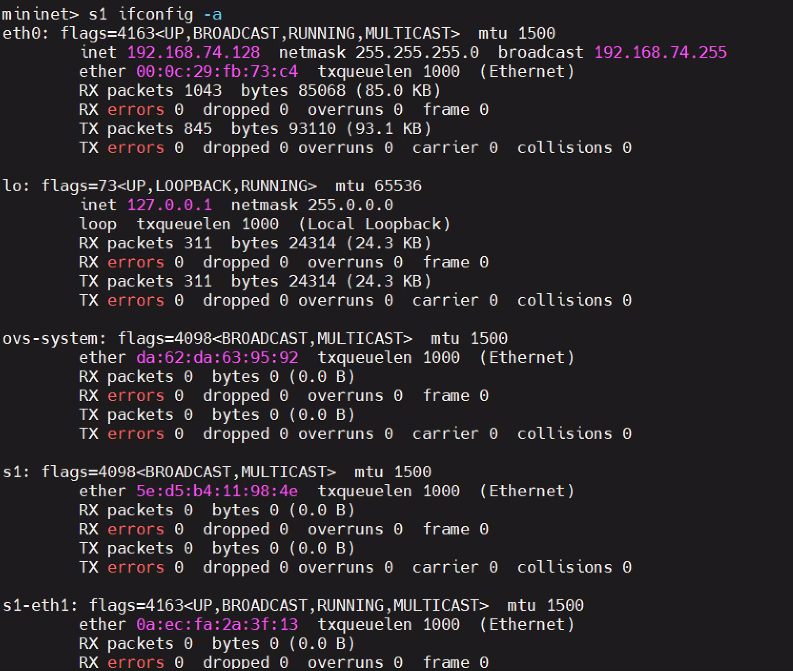 mininet> s1 ifconfig -a
eth0: flags=4163<UP,BROADCAST,RUNNING,MULTICAST>  mtu 1500
        inet 192.168.74.128  netmask 255.255.255.0  broadcast 192.168.74.255
        ether 00:0c:29:fb:73:c4  txqueuelen 1000  (Ethernet)
        RX packets 1043  bytes 85068 (85.0 KB)
        RX errors 0  dropped 0  overruns 0  frame 0
        TX packets 845  bytes 93110 (93.1 KB)
        TX errors 0  dropped 0 overruns 0  carrier 0  collisions 0

lo: flags=73<UP,LOOPBACK,RUNNING>  mtu 65536
        inet 127.0.0.1  netmask 255.0.0.0
        loop  txqueuelen 1000  (Local Loopback)
        RX packets 311  bytes 24314 (24.3 KB)
        RX errors 0  dropped 0  overruns 0  frame 0
        TX packets 311  bytes 24314 (24.3 KB)
        TX errors 0  dropped 0 overruns 0  carrier 0  collisions 0

ovs-system: flags=4098<BROADCAST,MULTICAST>  mtu 1500
        ether da:62:da:63:95:92  txqueuelen 1000  (Ethernet)
        RX packets 0  bytes 0 (0.0 B)
        RX errors 0  dropped 0  overruns 0  frame 0
        TX packets 0  bytes 0 (0.0 B)
        TX errors 0  dropped 0 overruns 0  carrier 0  collisions 0

s1: flags=4098<BROADCAST,MULTICAST>  mtu 1500
        ether 5e:d5:b4:11:98:4e  txqueuelen 1000  (Ethernet)
        RX packets 0  bytes 0 (0.0 B)
        RX errors 0  dropped 0  overruns 0  frame 0
        TX packets 0  bytes 0 (0.0 B)
        TX errors 0  dropped 0 overruns 0  carrier 0  collisions 0

s1-eth1: flags=4163<UP,BROADCAST,RUNNING,MULTICAST>  mtu 1500
        ether 0a:ec:fa:2a:3f:13  txqueuelen 1000  (Ethernet)
        RX packets 0  bytes 0 (0.0 B)
        RX errors 0  dropped 0  overruns 0  frame 0